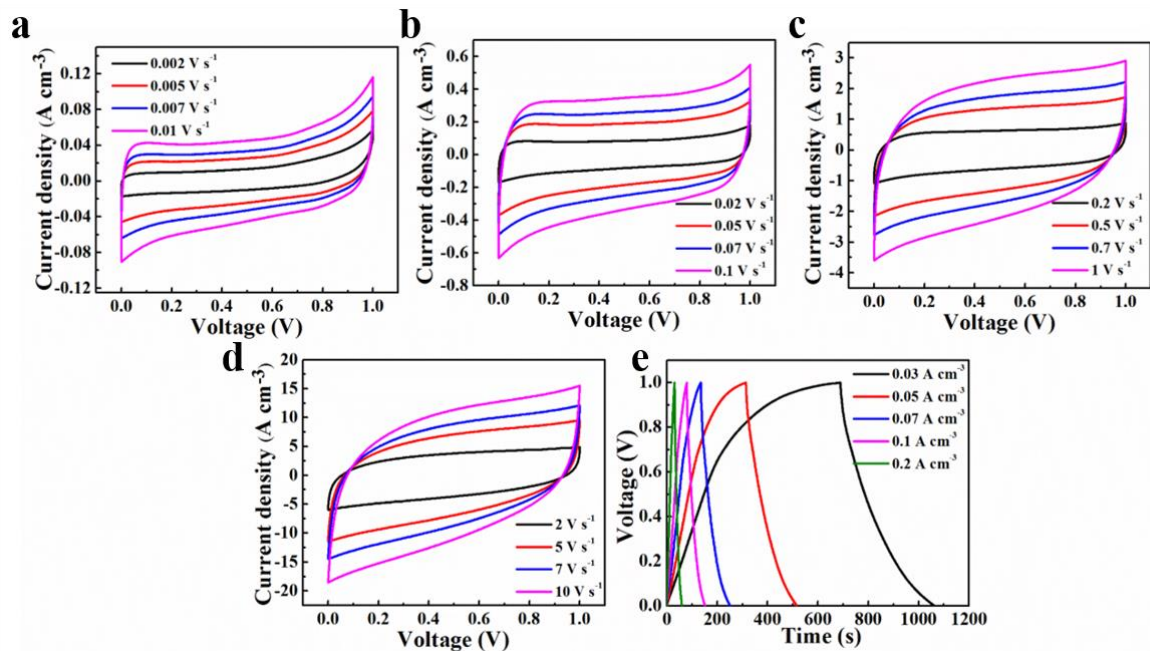 a
0.002 V s⁻¹
0.005 V s⁻¹
0.007 V s⁻¹
0.01 V s⁻¹
Current density (A cm⁻³)
0.12
0.08
0.04
0.00
-0.04
-0.08
-0.12
0.0 0.2 0.4 0.6 0.8 1.0
Voltage (V)
b
Current density (A cm⁻³)
0.6
0.4
0.2
0.0
-0.2
-0.4
-0.6
-0.8
0.02 V s⁻¹
0.05 V s⁻¹
0.07 V s⁻¹
0.1 V s⁻¹
0.0 0.2 0.4 0.6 0.8 1.0
Voltage (V)
c
Current density (A cm⁻³)
3
2
1
0
-1
-2
-3
-4
0.2 V s⁻¹
0.5 V s⁻¹
0.7 V s⁻¹
1 V s⁻¹
0.0 0.2 0.4 0.6 0.8 1.0
Voltage (V)
d
Current density (A cm⁻³)
20
15
10
5
0
-5
-10
-15
-20
2 V s⁻¹
5 V s⁻¹
7 V s⁻¹
10 V s⁻¹
0.0 0.2 0.4 0.6 0.8 1.0
Voltage (V)
e
0.03 A cm⁻³
0.05 A cm⁻³
0.07 A cm⁻³
0.1 A cm⁻³
0.2 A cm⁻³
Voltage (V)
1.0
0.8
0.6
0.4
0.2
0.0
0 200 400 600 800 1000 1200
Time (s)